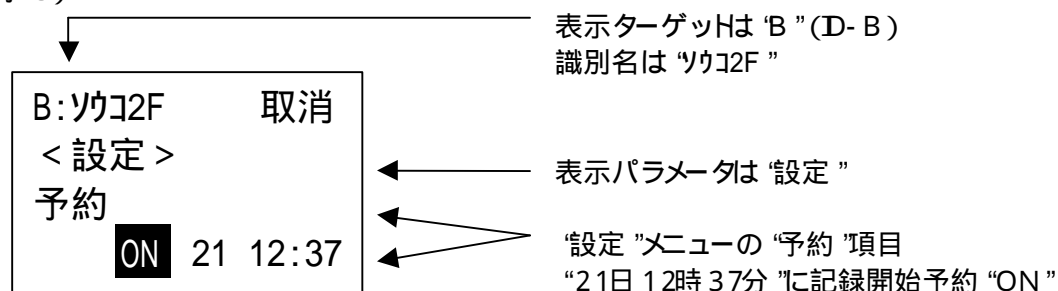 表示ターゲットは “B”(ID-B)
識別名は “ソウコ2F”
B:ソウコ2F 取消
<設定>
予約
ON 21 12:37
表示パラメータは “設定”
“設定”メニューの “予約”項目
“21日12時37分”に記録開始予約 “ON”